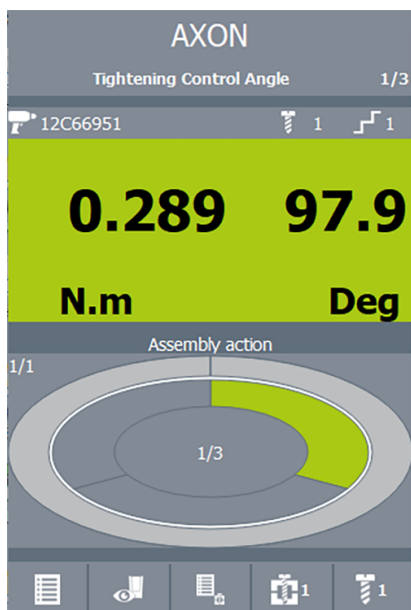 AXON
Tightening Control Angle 1/3
12C66951 1 1
0.289 97.9
N.m Deg
Assembly action
1/1
1/3
1 1